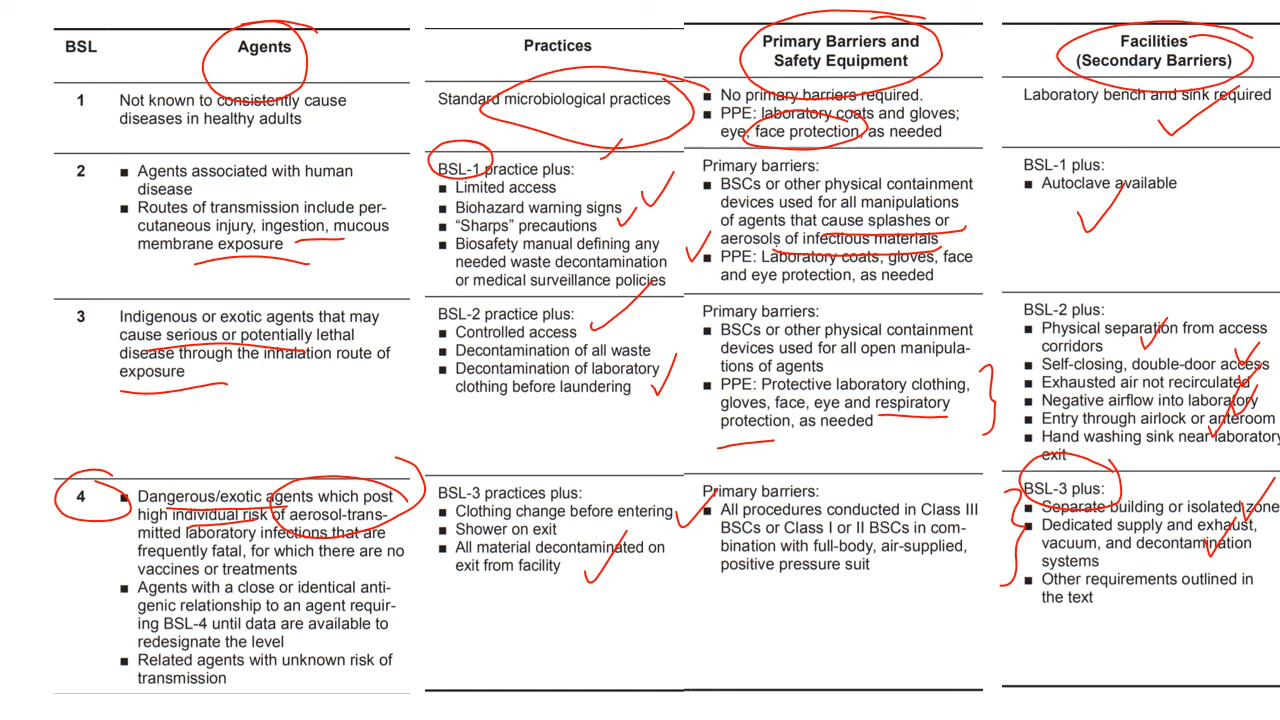 BSL
Agents
Practices
Primary Barriers and
Safety Equipment
Facilities
(Secondary Barriers)
1
Not known to consistently cause
diseases in healthy adults
Standard microbiological practices
■ No primary barriers required.
■ PPE: laboratory coats and gloves;
eye, face protection, as needed
Laboratory bench and sink required
2
■ Agents associated with human
disease
■ Routes of transmission include per-
cutaneous injury, ingestion, mucous
membrane exposure
BSL-1 practice plus:
■ Limited access
■ Biohazard warning signs
■ “Sharps” precautions
■ Biosafety manual defining any
needed waste decontamination
or medical surveillance policies
Primary barriers:
■ BSCs or other physical containment
devices used for all manipulations
of agents that cause splashes or
aerosols of infectious materials
■ PPE: Laboratory coats, gloves, face
and eye protection, as needed
BSL-1 plus:
■ Autoclave available
3
Indigenous or exotic agents that may
cause serious or potentially lethal
disease through the inhalation route of
exposure
BSL-2 practice plus:
■ Controlled access
■ Decontamination of all waste
■ Decontamination of laboratory
clothing before laundering
Primary barriers:
■ BSCs or other physical containment
devices used for all open manipula-
tions of agents
■ PPE: Protective laboratory clothing,
gloves, face, eye and respiratory
protection, as needed
BSL-2 plus:
■ Physical separation from access
corridors
■ Self-closing, double-door access
■ Exhausted air not recirculated
■ Negative airflow into laboratory
■ Entry through airlock or anteroom
■ Hand washing sink near laboratory
exit
4
■ Dangerous/exotic agents which post
high individual risk of aerosol-trans-
mitted laboratory infections that are
frequently fatal, for which there are no
vaccines or treatments
■ Agents with a close or identical anti-
genic relationship to an agent requir-
ing BSL-4 until data are available to
redesignate the level
■ Related agents with unknown risk of
transmission
BSL-3 practices plus:
■ Clothing change before entering
■ Shower on exit
■ All material decontaminated on
exit from facility
Primary barriers:
■ All procedures conducted in Class III
BSCs or Class I or II BSCs in com-
bination with full-body, air-supplied,
positive pressure suit
BSL-3 plus:
■ Separate building or isolated zone
■ Dedicated supply and exhaust,
vacuum, and decontamination
systems
■ Other requirements outlined in
the text